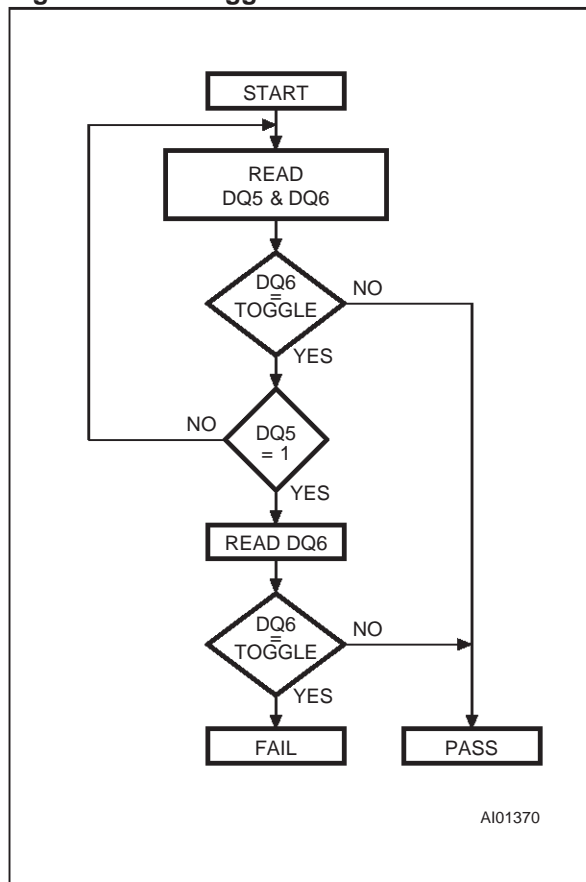 START
READ
DQ5 & DQ6
DQ6
=
TOGGLE
NO
YES
NO
DQ5
= 1
YES
READ DQ6
DQ6
=
TOGGLE
NO
YES
FAIL
PASS
AI01370